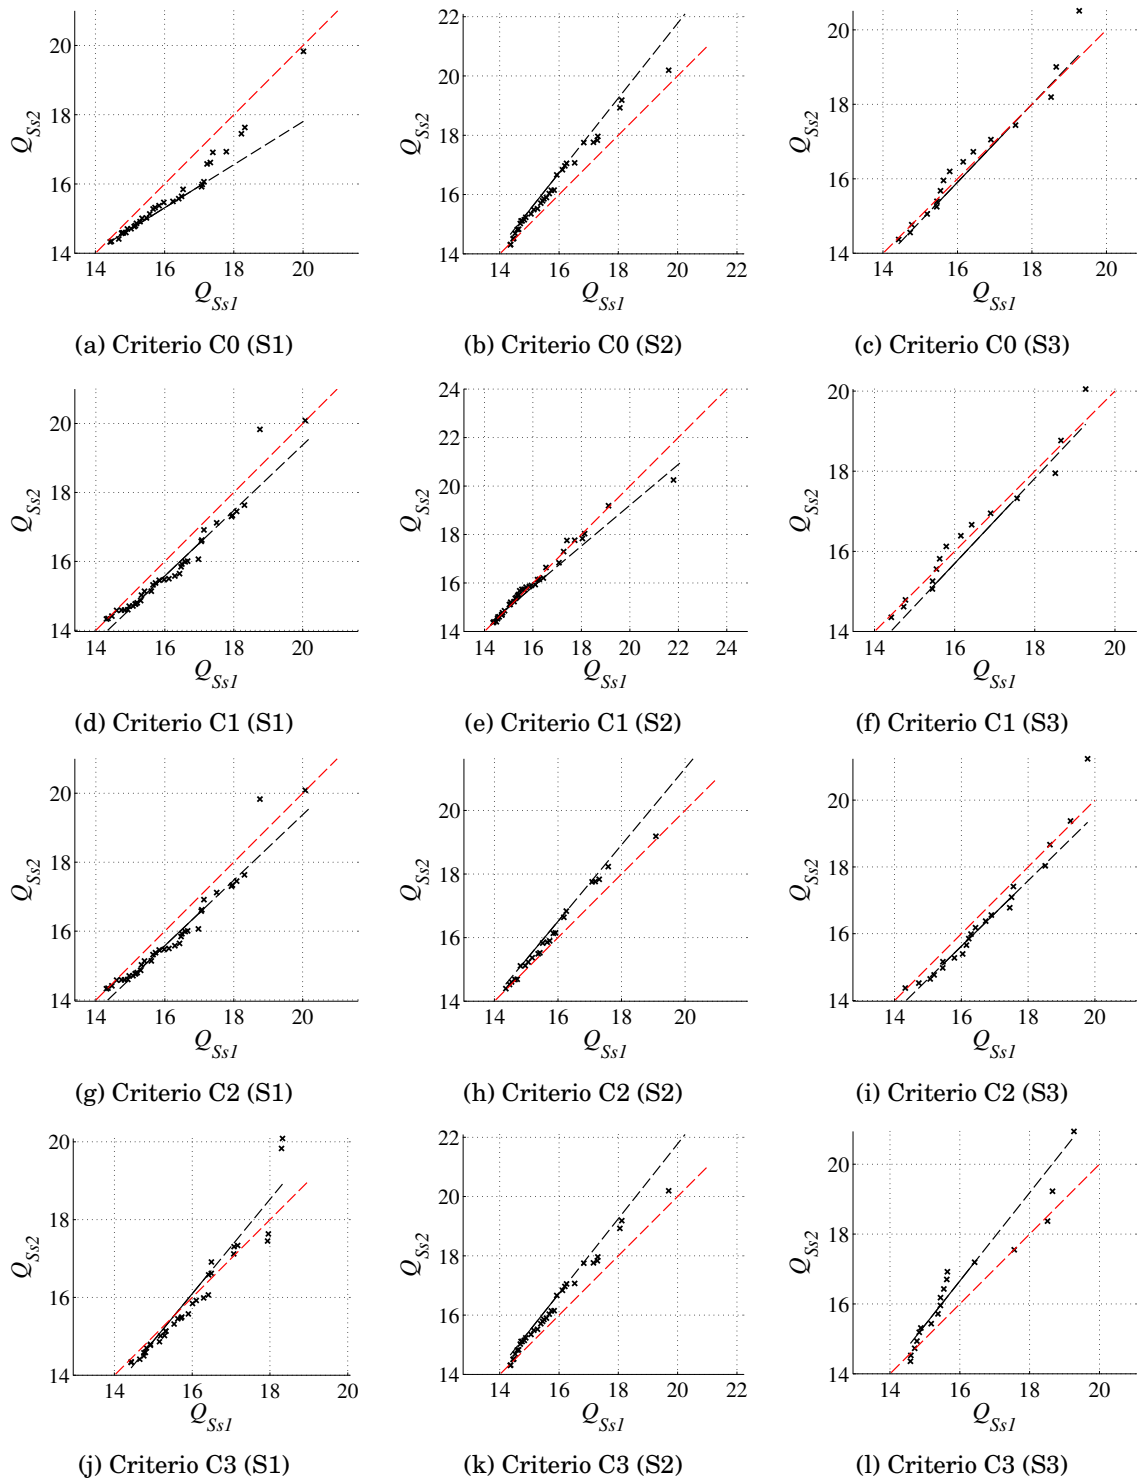 20
18
16
14
Q_Ss2
14 16 18 20
Q_Ss1
(a) Criterio C0 (S1)
22
20
18
16
14
Q_Ss2
14 16 18 20 22
Q_Ss1
(b) Criterio C0 (S2)
20
18
16
14
Q_Ss2
14 16 18 20
Q_Ss1
(c) Criterio C0 (S3)
20
18
16
14
Q_Ss2
14 16 18 20
Q_Ss1
(d) Criterio C1 (S1)
24
22
20
18
16
14
Q_Ss2
14 16 18 20 22 24
Q_Ss1
(e) Criterio C1 (S2)
20
18
16
14
Q_Ss2
14 16 18 20
Q_Ss1
(f) Criterio C1 (S3)
20
18
16
14
Q_Ss2
14 16 18 20
Q_Ss1
(g) Criterio C2 (S1)
20
18
16
14
Q_Ss2
14 16 18 20
Q_Ss1
(h) Criterio C2 (S2)
20
18
16
14
Q_Ss2
14 16 18 20
Q_Ss1
(i) Criterio C2 (S3)
20
18
16
14
Q_Ss2
14 16 18 20
Q_Ss1
(j) Criterio C3 (S1)
22
20
18
16
14
Q_Ss2
14 16 18 20 22
Q_Ss1
(k) Criterio C3 (S2)
20
18
16
14
Q_Ss2
14 16 18 20
Q_Ss1
(l) Criterio C3 (S3)